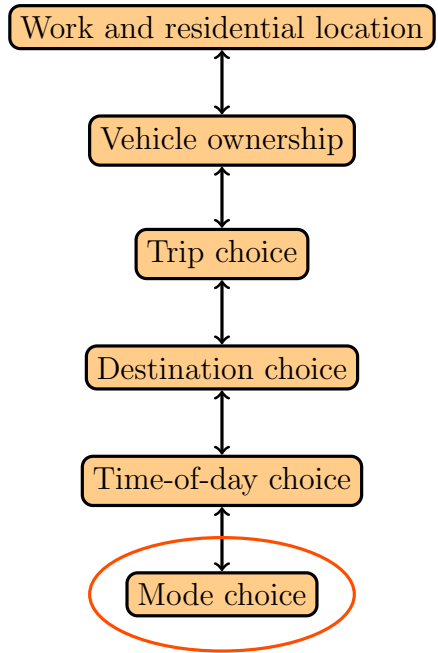 Work and residential location
Vehicle ownership
Trip choice
Destination choice
Time-of-day choice
Mode choice